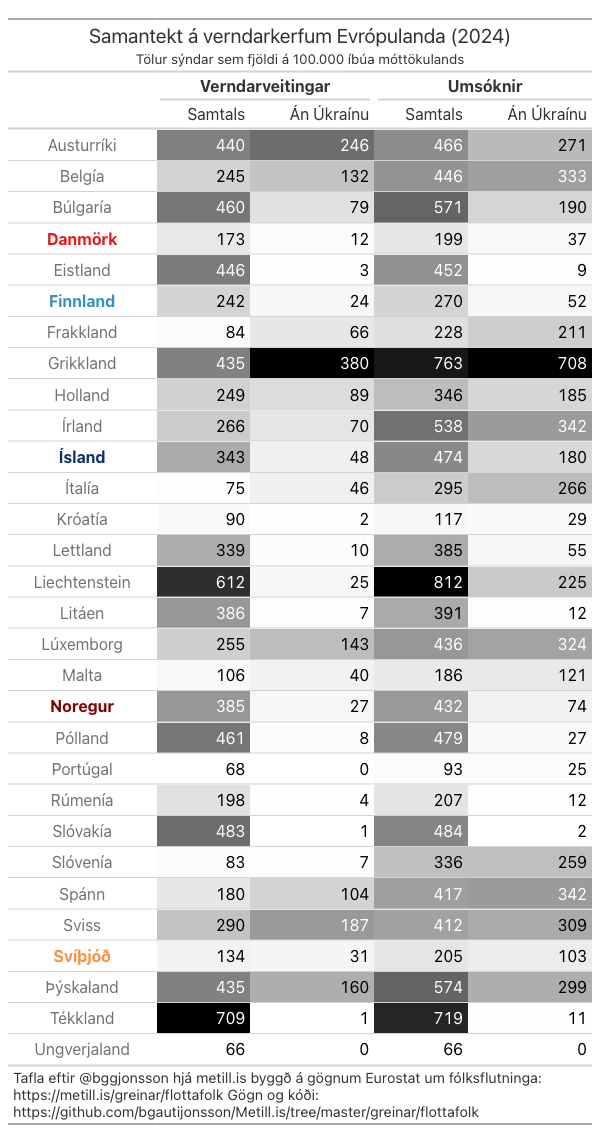 Samantekt á verndarkerfum Evrópulanda (2024)
Tölur sýndar sem fjöldi á 100.000 íbúa móttökulands
Verndarveitingar Umsóknir
Samtals Án Úkraínu Samtals Án Úkraínu
Austurríki 440 246 466 271
Belgía 245 132 446 333
Búlgaría 460 79 571 190
Danmörk 173 12 199 37
Eistland 446 3 452 9
Finnland 242 24 270 52
Frakkland 84 66 228 211
Grikkland 435 380 763 708
Holland 249 89 346 185
Írland 266 70 538 342
Ísland 343 48 474 180
Ítalía 75 46 295 266
Króatía 90 2 117 29
Lettland 339 10 385 55
Liechtenstein 612 25 812 225
Litáen 386 7 391 12
Lúxemborg 255 143 436 324
Malta 106 40 186 121
Noregur 385 27 432 74
Pólland 461 8 479 27
Portúgal 68 0 93 25
Rúmenía 198 4 207 12
Slóvakía 483 1 484 2
Slóvenía 83 7 336 259
Spánn 180 104 417 342
Sviss 290 187 412 309
Svíþjóð 134 31 205 103
Þýskaland 435 160 574 299
Tékkland 709 1 719 11
Ungverjaland 66 0 66 0
Tafla eftir @bggjonsson hjá metill.is byggð á gögnum Eurostat um fólksflutninga:
https://metill.is/greinar/flottafolk Gögn og kóði:
https://github.com/bgautijonsson/Metill.is/tree/master/greinar/flottafolk